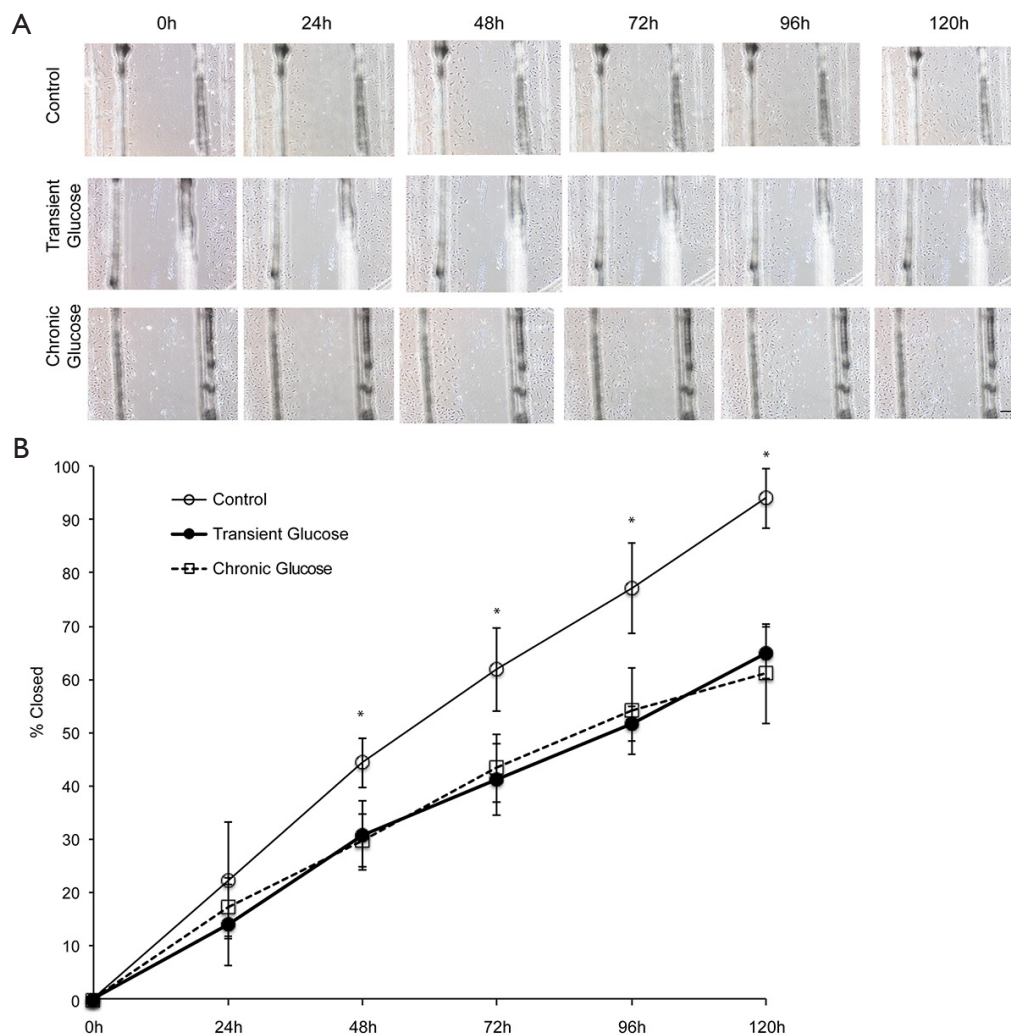 A
0h 24h 48h 72h 96h 120h
Control
Transient
Glucose
Chronic
Glucose
B
100
90
80
70
60
50
40
30
20
10
0
% Closed
Control
Transient Glucose
Chronic Glucose
*
*
*
*
0h 24h 48h 72h 96h 120h